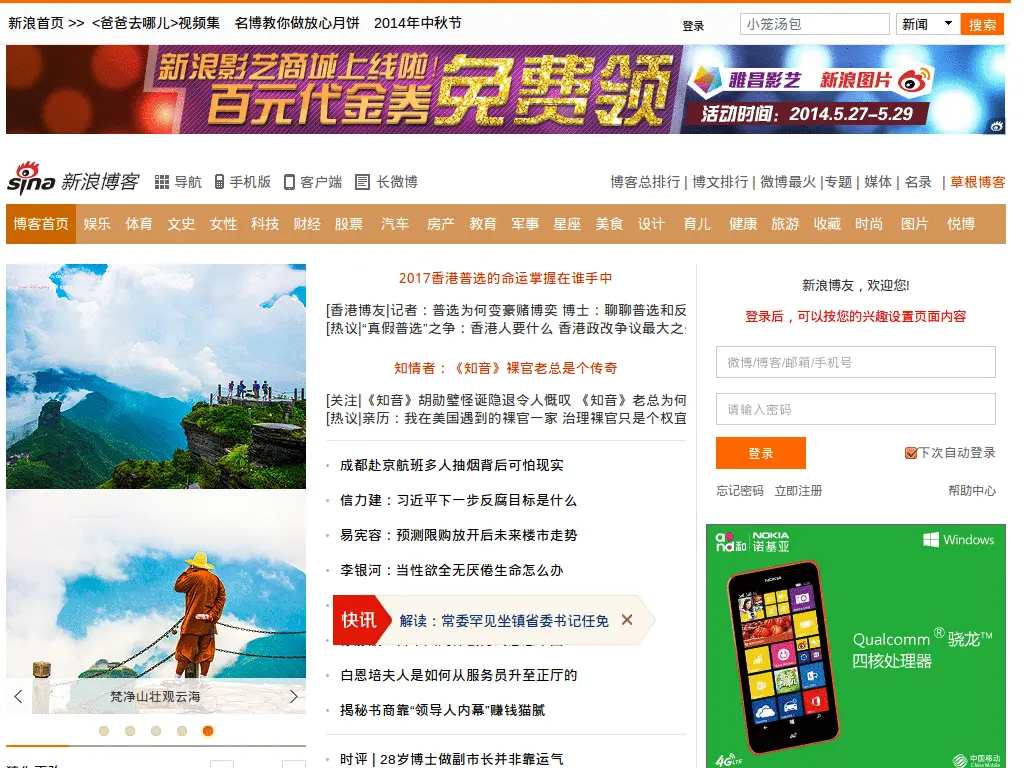 新浪首页 >> <爸爸去哪儿>视频集 名博教你做放心月饼 2014年中秋节
登录 小笼汤包 新闻 搜索
新浪影艺商城上线啦!
百元代金券
免费领
雅昌影艺 新浪图片
活动时间：2014.5.27–5.29
sina 新浪博客 导航 手机版 客户端 长微博
博客总排行 | 博文排行 | 微博最火 |专题 | 媒体 | 名录 | 草根博客
博客首页 娱乐 体育 文史 女性 科技 财经 股票 汽车 房产 教育 军事 星座 美食 设计 育儿 健康 旅游 收藏 时尚 图片 悦博
2017香港普选的命运掌握在谁手中
[香港博友|记者：普选为何变豪赌博奕 博士：聊聊普选和反
[热议|“真假普选”之争：香港人要什么 香港政改争议最大之
知情者：《知音》裸官老总是个传奇
[关注|《知音》胡勋璧怪诞隐退令人慨叹 《知音》老总为何
[热议|亲历：我在美国遇到的裸官一家 治理裸官只是个权宜
成都赴京航班多人抽烟背后可怕现实
信力建：习近平下一步反腐目标是什么
易宪容：预测限购放开后未来楼市走势
李银河：当性欲全无厌倦生命怎么办
快讯 解读：常委罕见坐镇省委书记任免
白恩培夫人是如何从服务员升至正厅的
揭秘书商靠“领导人内幕”赚钱猫腻
时评 | 28岁博士做副市长并非靠运气
梵净山壮观云海
新浪博友，欢迎您!
登录后，可以按您的兴趣设置页面内容
微博/博客/邮箱/手机号
请输入密码
登录 下次自动登录
忘记密码 立即注册 帮助中心
and和 NOKIA 诺基亚 Windows
NOKIA
Qualcomm® 骁龙™
四核处理器
4G LTE 中国移动
China Mobile